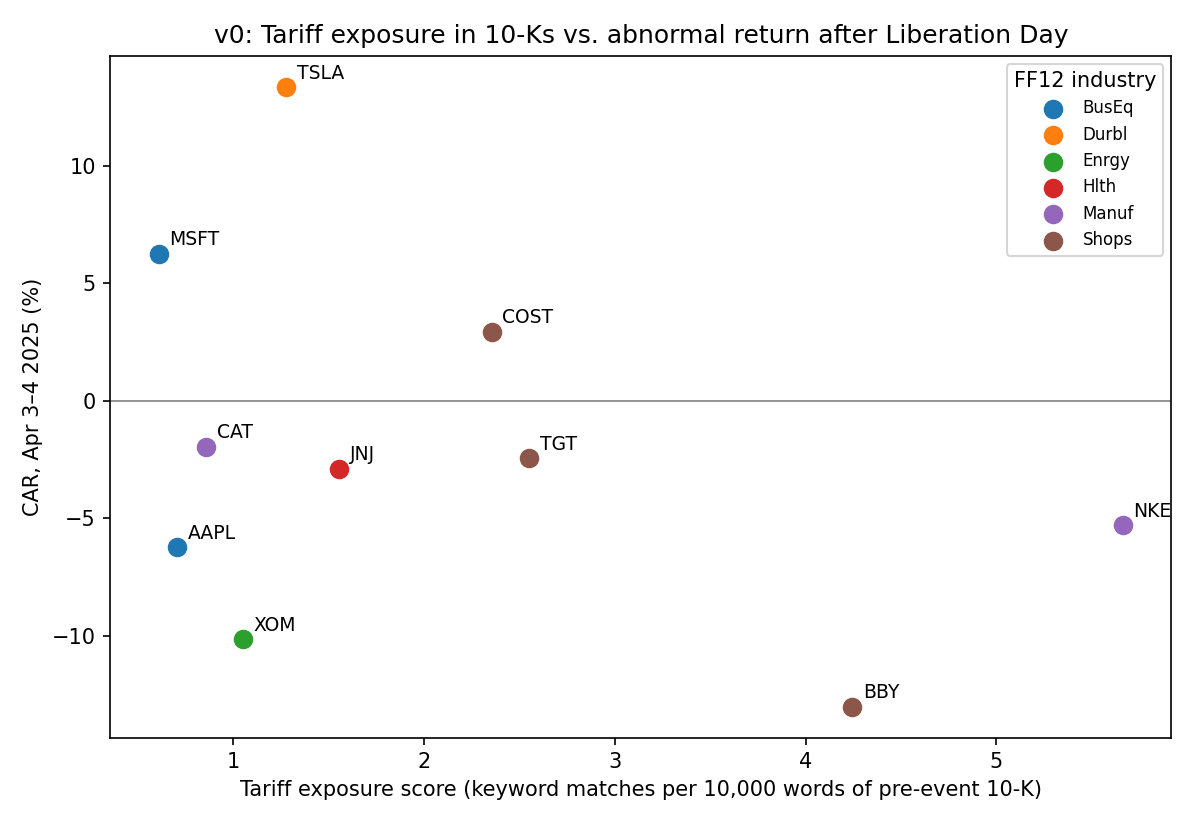 v0: Tariff exposure in 10-Ks vs. abnormal return after Liberation Day
TSLA
FF12 industry
BusEq
Durbl
Enrgy
Hlth
Manuf
Shops
10
MSFT
5
COST
CAR, Apr 3–4 2025 (%)
0
CAT
JNJ
TGT
−5
NKE
AAPL
XOM
−10
BBY
1 2 3 4 5
Tariff exposure score (keyword matches per 10,000 words of pre-event 10-K)